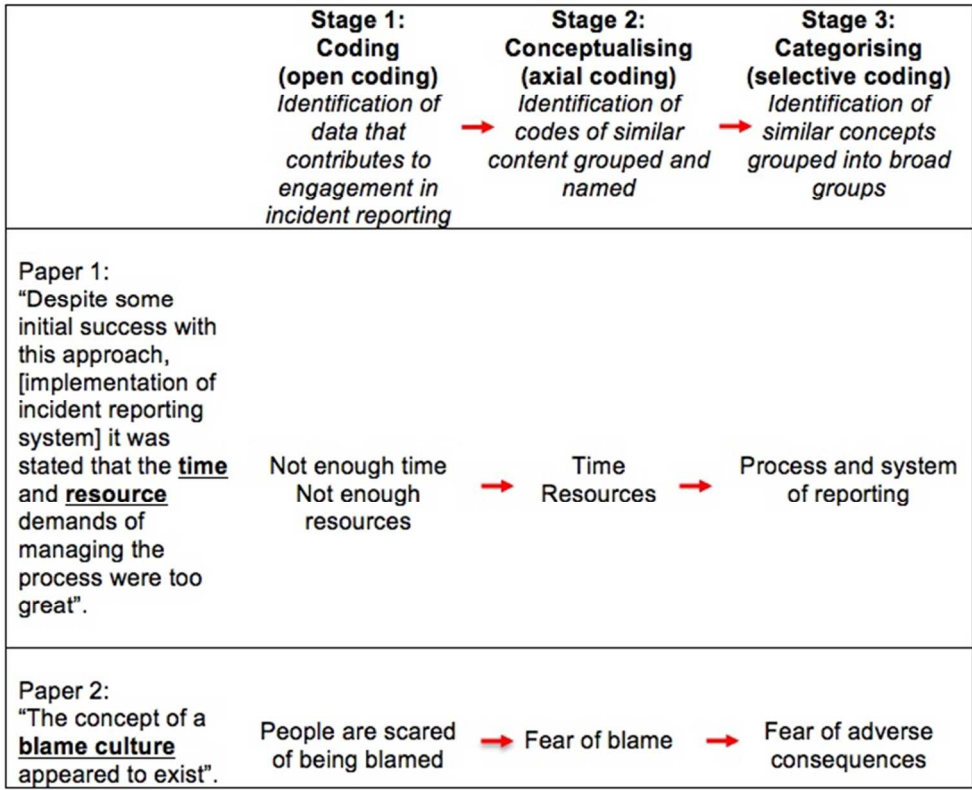 Stage 1:
Coding
(open coding)
Identification of
data that
contributes to
engagement in
incident reporting
Stage 2:
Conceptualising
(axial coding)
Identification of
codes of similar
content grouped and
named
Stage 3:
Categorising
(selective coding)
Identification of
similar concepts
grouped into broad
groups
Paper 1:
“Despite some
initial success with
this approach,
[implementation of
incident reporting
system] it was
stated that the time
and resource
demands of
managing the
process were too
great”.
Not enough time
Not enough
resources
Time
Resources
Process and system
of reporting
Paper 2:
“The concept of a
blame culture
appeared to exist”.
People are scared
of being blamed
Fear of blame
Fear of adverse
consequences